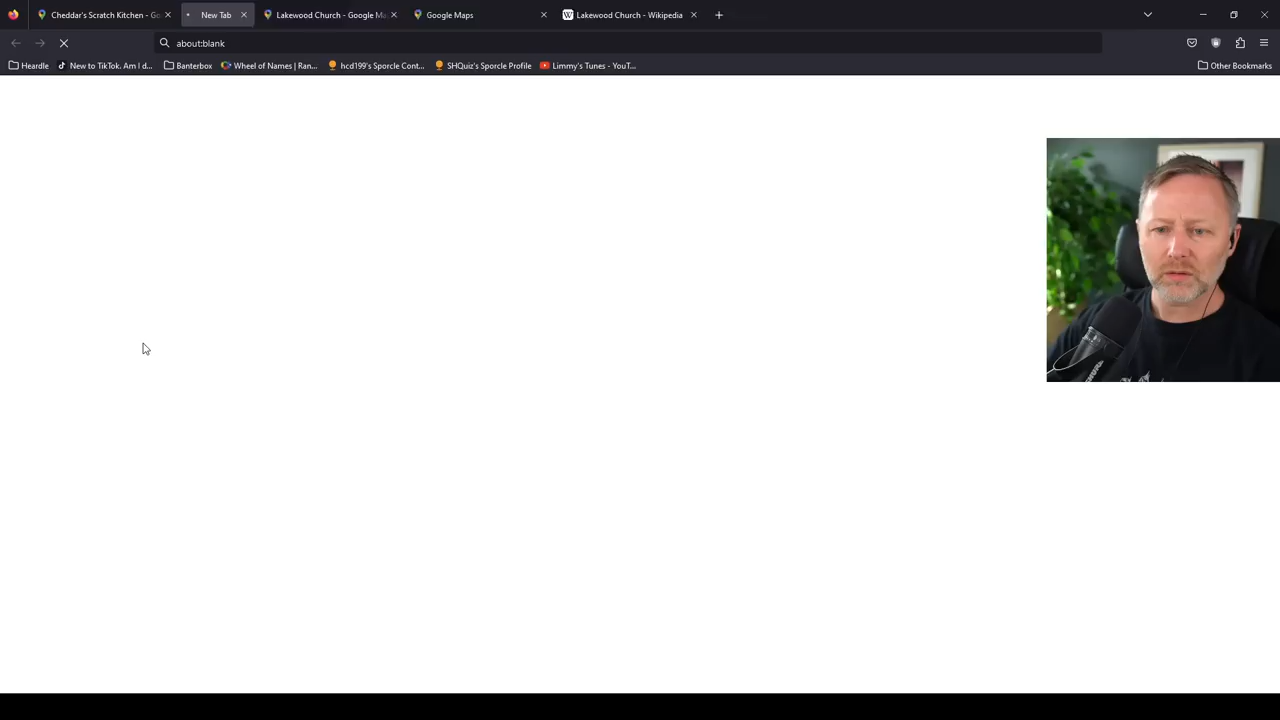 Cheddar's Scratch Kitchen - Go
New Tab
Lakewood Church - Google Ma
Google Maps
Lakewood Church - Wikipedia
about:blank
Heardle
New to TikTok. Am I d...
Banterbox
Wheel of Names | Ran...
hcd199's Sporcle Cont...
SHQuiz's Sporcle Profile
Limmy's Tunes - YouT...
Other Bookmarks